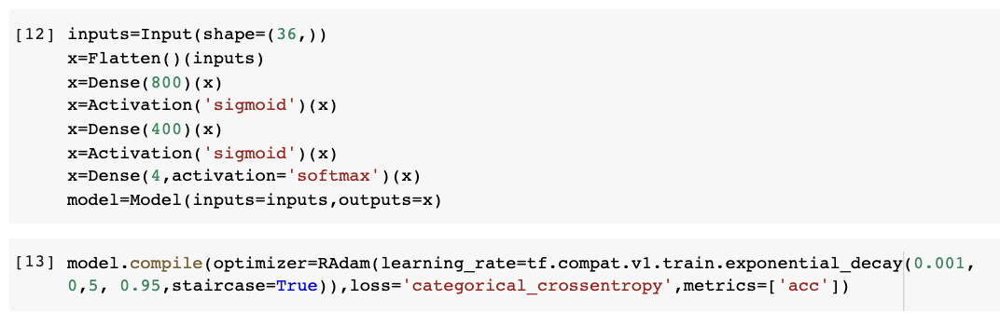 [12] inputs=Input(shape=(36,))
x=Flatten()(inputs)
x=Dense(800)(x)
x=Activation('sigmoid')(x)
x=Dense(400)(x)
x=Activation('sigmoid')(x)
x=Dense(4,activation='softmax')(x)
model=Model(inputs=inputs,outputs=x)
[13] model.compile(optimizer=RAdam(learning_rate=tf.compat.v1.train.exponential_decay(0.001,
0,5, 0.95,staircase=True)),loss='categorical_crossentropy',metrics=['acc'])